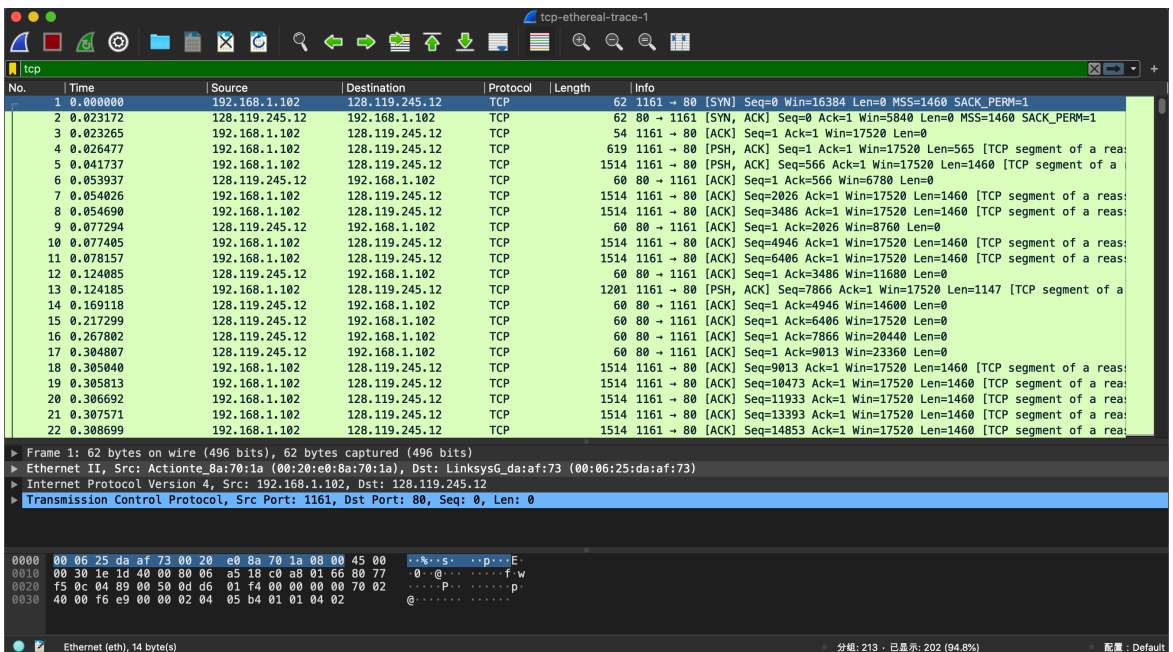 tcp-ethereal-trace-1
tcp
No. Time Source Destination Protocol Length Info
1 0.000000 192.168.1.102 128.119.245.12 TCP 62 1161 → 80 [SYN] Seq=0 Win=16384 Len=0 MSS=1460 SACK_PERM=1
2 0.023172 128.119.245.12 192.168.1.102 TCP 62 80 → 1161 [SYN, ACK] Seq=0 Ack=1 Win=5840 Len=0 MSS=1460 SACK_PERM=1
3 0.023265 192.168.1.102 128.119.245.12 TCP 54 1161 → 80 [ACK] Seq=1 Ack=1 Win=17520 Len=0
4 0.026477 192.168.1.102 128.119.245.12 TCP 619 1161 → 80 [PSH, ACK] Seq=1 Ack=1 Win=17520 Len=565 [TCP segment of a reas
5 0.041737 192.168.1.102 128.119.245.12 TCP 1514 1161 → 80 [PSH, ACK] Seq=566 Ack=1 Win=17520 Len=1460 [TCP segment of a
6 0.053937 128.119.245.12 192.168.1.102 TCP 60 80 → 1161 [ACK] Seq=1 Ack=566 Win=6780 Len=0
7 0.054026 192.168.1.102 128.119.245.12 TCP 1514 1161 → 80 [ACK] Seq=2026 Ack=1 Win=17520 Len=1460 [TCP segment of a reas
8 0.054690 192.168.1.102 128.119.245.12 TCP 1514 1161 → 80 [ACK] Seq=3486 Ack=1 Win=17520 Len=1460 [TCP segment of a reas
9 0.077294 128.119.245.12 192.168.1.102 TCP 60 80 → 1161 [ACK] Seq=1 Ack=2026 Win=8760 Len=0
10 0.077405 192.168.1.102 128.119.245.12 TCP 1514 1161 → 80 [ACK] Seq=4946 Ack=1 Win=17520 Len=1460 [TCP segment of a reas
11 0.078157 192.168.1.102 128.119.245.12 TCP 1514 1161 → 80 [ACK] Seq=6406 Ack=1 Win=17520 Len=1460 [TCP segment of a reas
12 0.124085 128.119.245.12 192.168.1.102 TCP 60 80 → 1161 [ACK] Seq=1 Ack=3486 Win=11680 Len=0
13 0.124185 192.168.1.102 128.119.245.12 TCP 1201 1161 → 80 [PSH, ACK] Seq=7866 Ack=1 Win=17520 Len=1147 [TCP segment of a
14 0.169118 128.119.245.12 192.168.1.102 TCP 60 80 → 1161 [ACK] Seq=1 Ack=4946 Win=14600 Len=0
15 0.217299 128.119.245.12 192.168.1.102 TCP 60 80 → 1161 [ACK] Seq=1 Ack=6406 Win=17520 Len=0
16 0.267802 128.119.245.12 192.168.1.102 TCP 60 80 → 1161 [ACK] Seq=1 Ack=7866 Win=20440 Len=0
17 0.304807 128.119.245.12 192.168.1.102 TCP 60 80 → 1161 [ACK] Seq=1 Ack=9013 Win=23360 Len=0
18 0.305040 192.168.1.102 128.119.245.12 TCP 1514 1161 → 80 [ACK] Seq=9013 Ack=1 Win=17520 Len=1460 [TCP segment of a reas
19 0.305813 192.168.1.102 128.119.245.12 TCP 1514 1161 → 80 [ACK] Seq=10473 Ack=1 Win=17520 Len=1460 [TCP segment of a rea
20 0.306692 192.168.1.102 128.119.245.12 TCP 1514 1161 → 80 [ACK] Seq=11933 Ack=1 Win=17520 Len=1460 [TCP segment of a rea
21 0.307571 192.168.1.102 128.119.245.12 TCP 1514 1161 → 80 [ACK] Seq=13393 Ack=1 Win=17520 Len=1460 [TCP segment of a rea
22 0.308699 192.168.1.102 128.119.245.12 TCP 1514 1161 → 80 [ACK] Seq=14853 Ack=1 Win=17520 Len=1460 [TCP segment of a rea
Frame 1: 62 bytes on wire (496 bits), 62 bytes captured (496 bits)
Ethernet II, Src: Actionte_8a:70:1a (00:20:e0:8a:70:1a), Dst: LinksysG_da:af:73 (00:06:25:da:af:73)
Internet Protocol Version 4, Src: 192.168.1.102, Dst: 128.119.245.12
Transmission Control Protocol, Src Port: 1161, Dst Port: 80, Seq: 0, Len: 0
0000 00 06 25 da af 73 00 20 e0 8a 70 1a 08 00 45 00 ··%··s· ··p···E·
0010 00 30 1e 1d 40 00 80 06 a5 18 c0 a8 01 66 80 77 ·0··@··· ·····f·w
0020 f5 0c 04 89 00 50 0d d6 01 f4 00 00 00 00 70 02 ·····P·· ······p·
0030 40 00 f6 e9 00 00 02 04 05 b4 01 01 04 02 @······· ······
Ethernet (eth), 14 byte(s) 分组: 213 · 已显示: 202 (94.8%) 配置 : Default